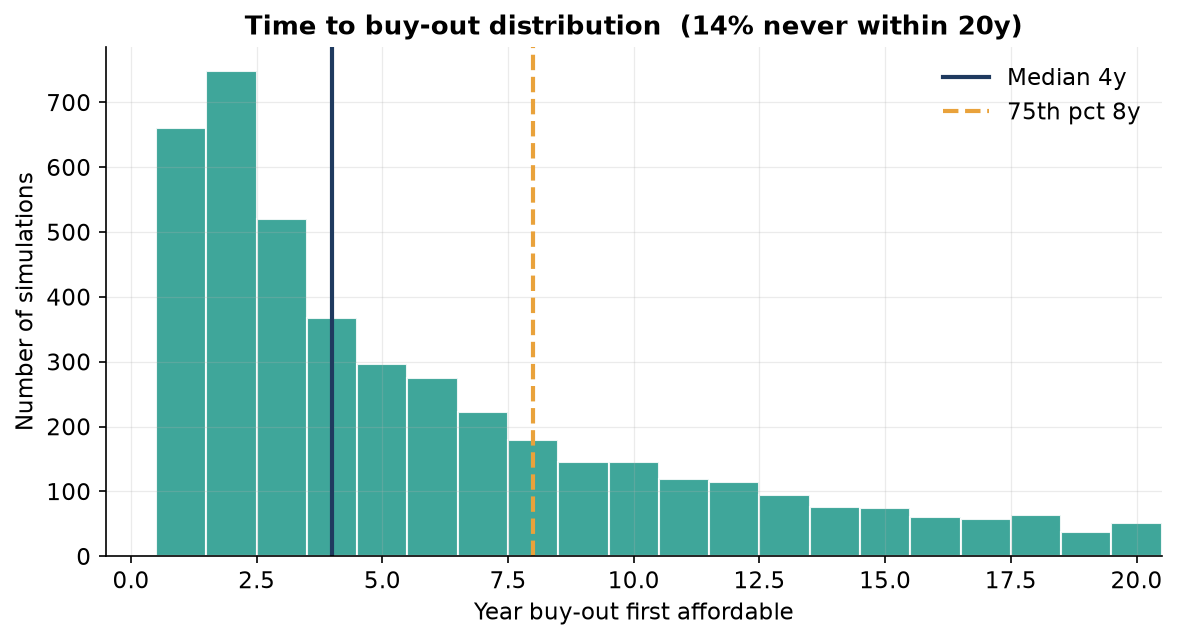 Time to buy-out distribution  (14% never within 20y)
Median 4y
75th pct 8y
Number of simulations
700
600
500
400
300
200
100
0
0.0 2.5 5.0 7.5 10.0 12.5 15.0 17.5 20.0
Year buy-out first affordable